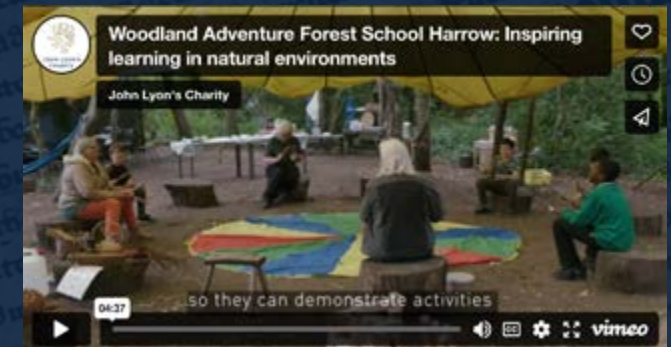 Woodland Adventure Forest School Harrow: Inspiring
learning in natural environments
John Lyon's Charity
so they can demonstrate activities
04:37
CC
vimeo